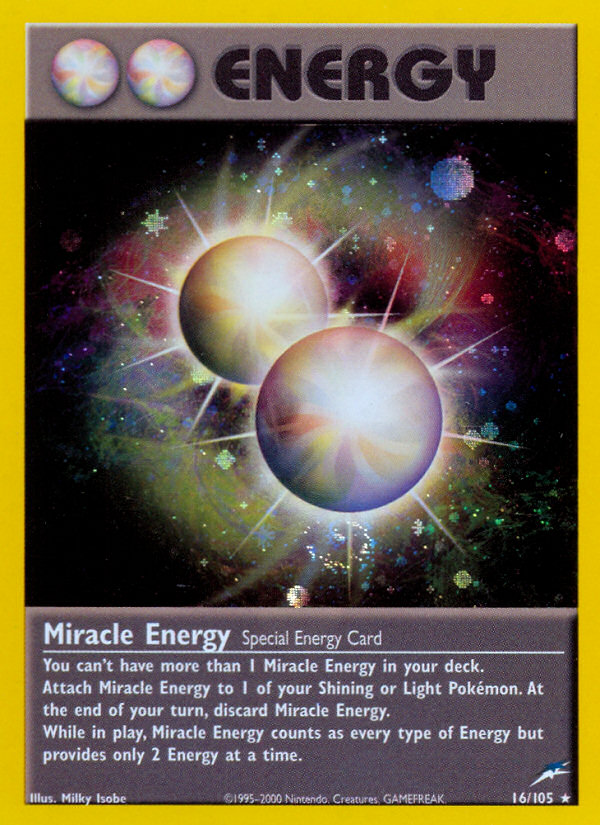 ENERGY
Miracle Energy Special Energy Card
You can't have more than 1 Miracle Energy in your deck.
Attach Miracle Energy to 1 of your Shining or Light Pokémon. At
the end of your turn, discard Miracle Energy.
While in play, Miracle Energy counts as every type of Energy but
provides only 2 Energy at a time.
Illus. Milky Isobe ©1995-2000 Nintendo, Creatures, GAMEFREAK. 16/105 ★